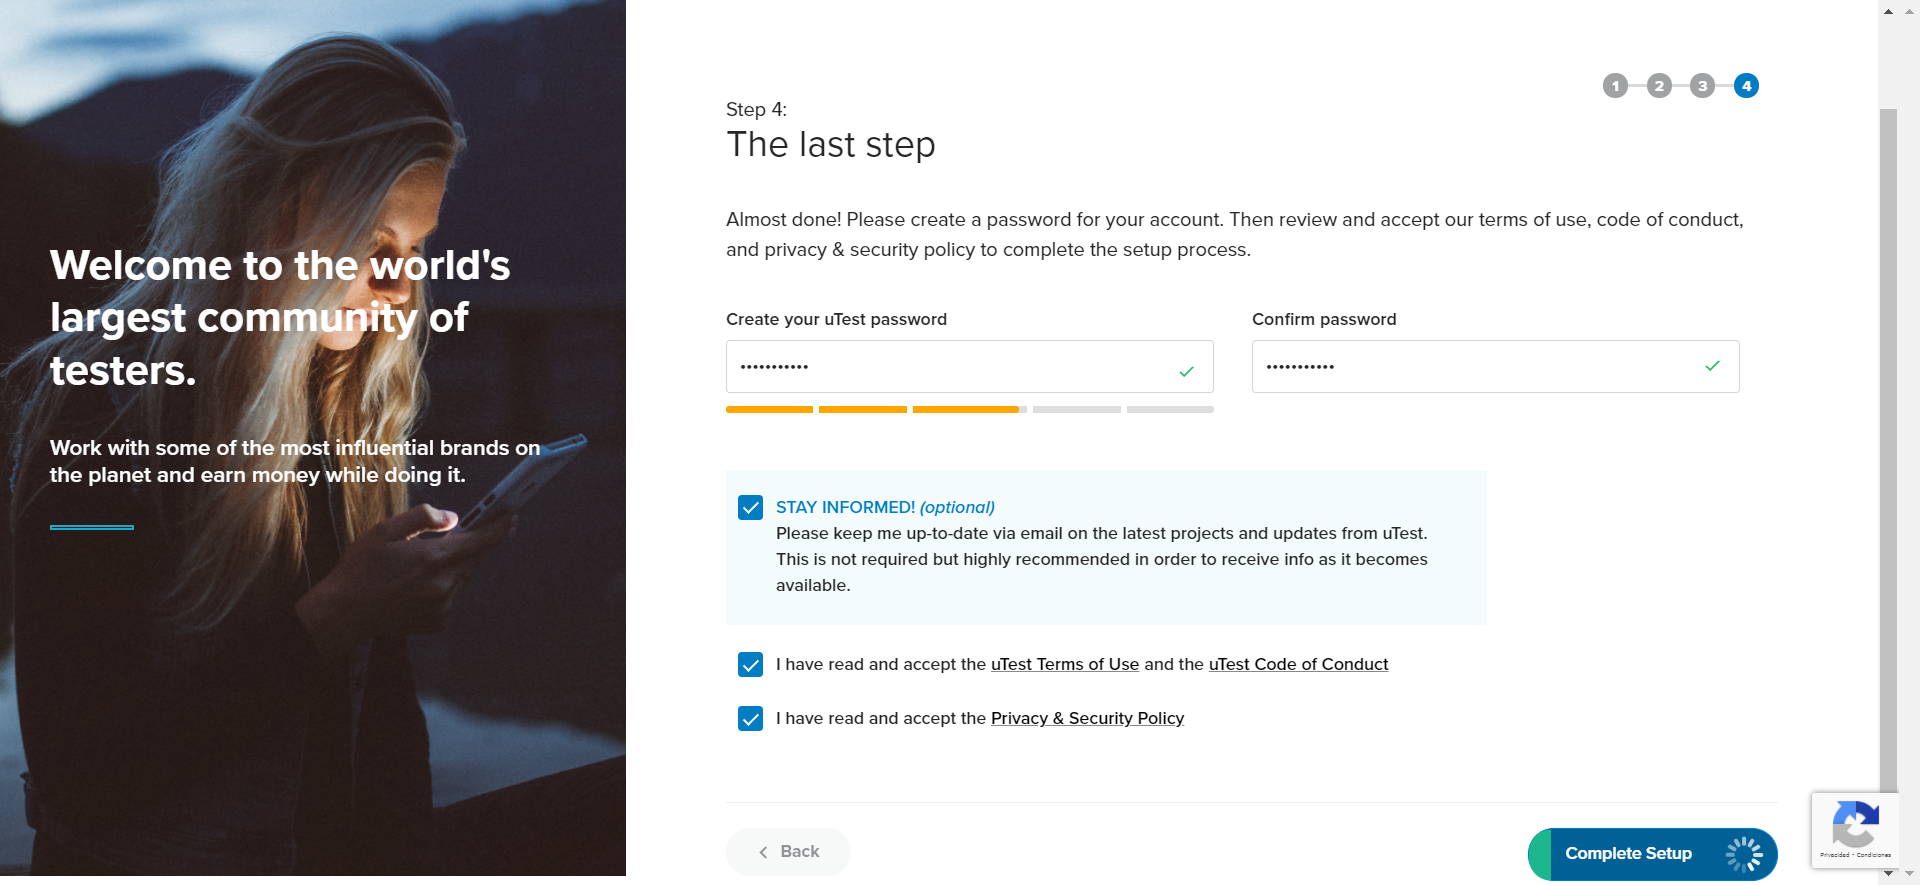 Welcome to the world's
largest community of
testers.
Work with some of the most influential brands on
the planet and earn money while doing it.
1 2 3 4
Step 4:
The last step
Almost done! Please create a password for your account. Then review and accept our terms of use, code of conduct,
and privacy & security policy to complete the setup process.
Create your uTest password
Confirm password
STAY INFORMED! (optional)
Please keep me up-to-date via email on the latest projects and updates from uTest.
This is not required but highly recommended in order to receive info as it becomes
available.
I have read and accept the uTest Terms of Use and the uTest Code of Conduct
I have read and accept the Privacy & Security Policy
Back
Complete Setup
Privacidad - Condiciones